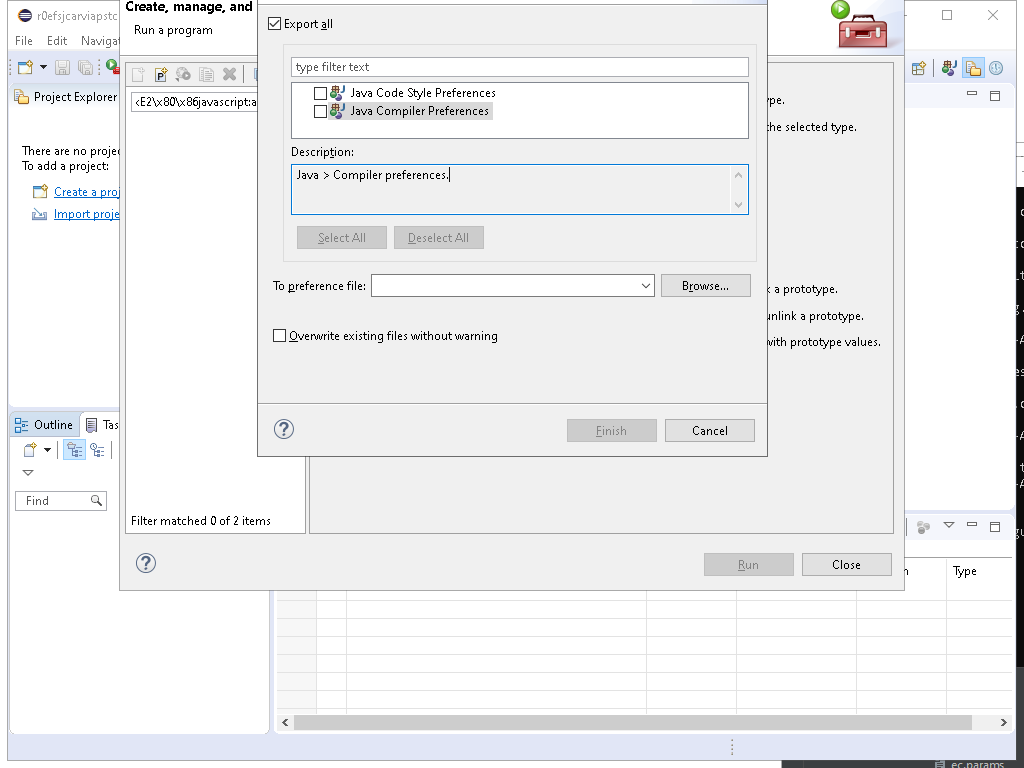 r0efsjcarviapstc
File Edit Navigat
Project Explorer
There are no projec
To add a project:
Create a proj
Import proje
Outline
Tas
Find
Create, manage, and
Run a program
<E2\x80\x86javascript:a
Filter matched 0 of 2 items
Export all
type filter text
Java Code Style Preferences
Java Compiler Preferences
Description:
Java > Compiler preferences.
Select All
Deselect All
To preference file:
Browse...
Overwrite existing files without warning
Finish
Cancel
ype.
the selected type.
k a prototype.
unlink a prototype.
with prototype values.
Run
Close
n
Type
ec.params